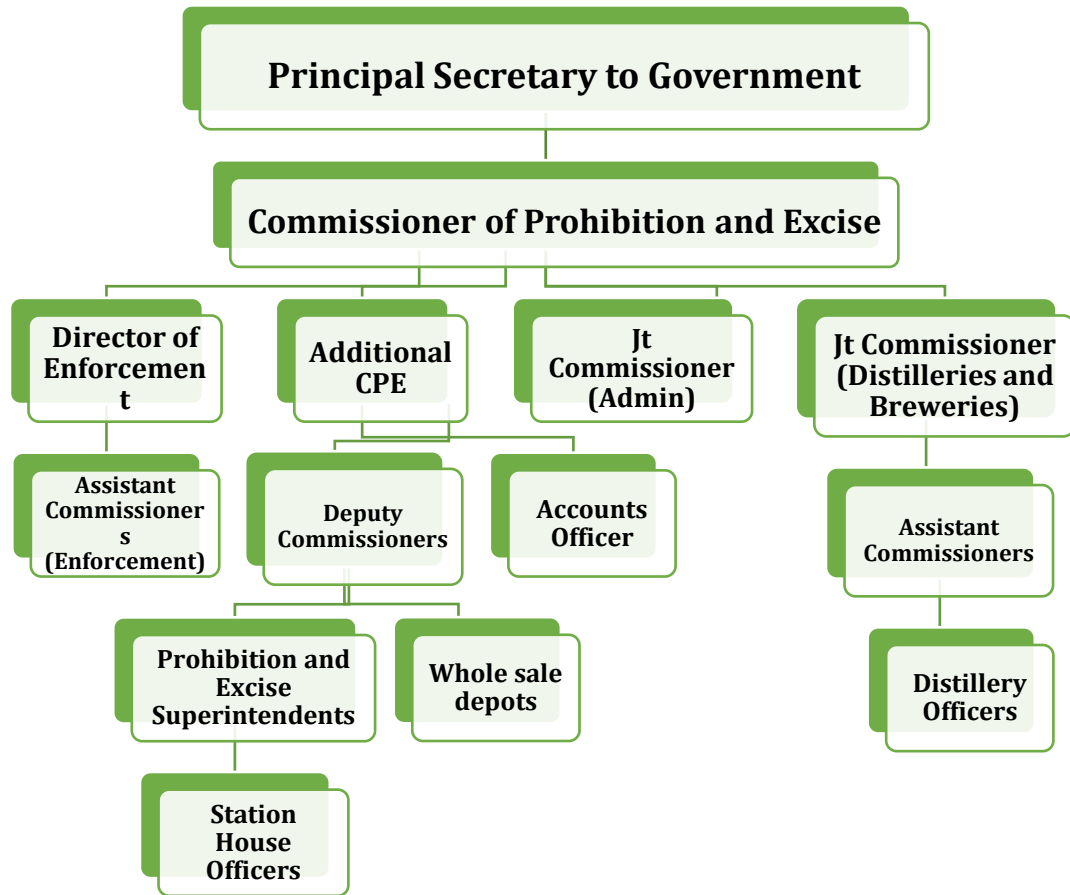 Principal Secretary to Government
Commissioner of Prohibition and Excise
Director of
Enforcemen
t
Additional
CPE
Jt
Commissioner
(Admin)
Jt Commissioner
(Distilleries and
Breweries)
Assistant
Commissioner
s
(Enforcement)
Deputy
Commissioners
Accounts
Officer
Assistant
Commissioners
Prohibition and
Excise
Superintendents
Whole sale
depots
Distillery
Officers
Station
House
Officers